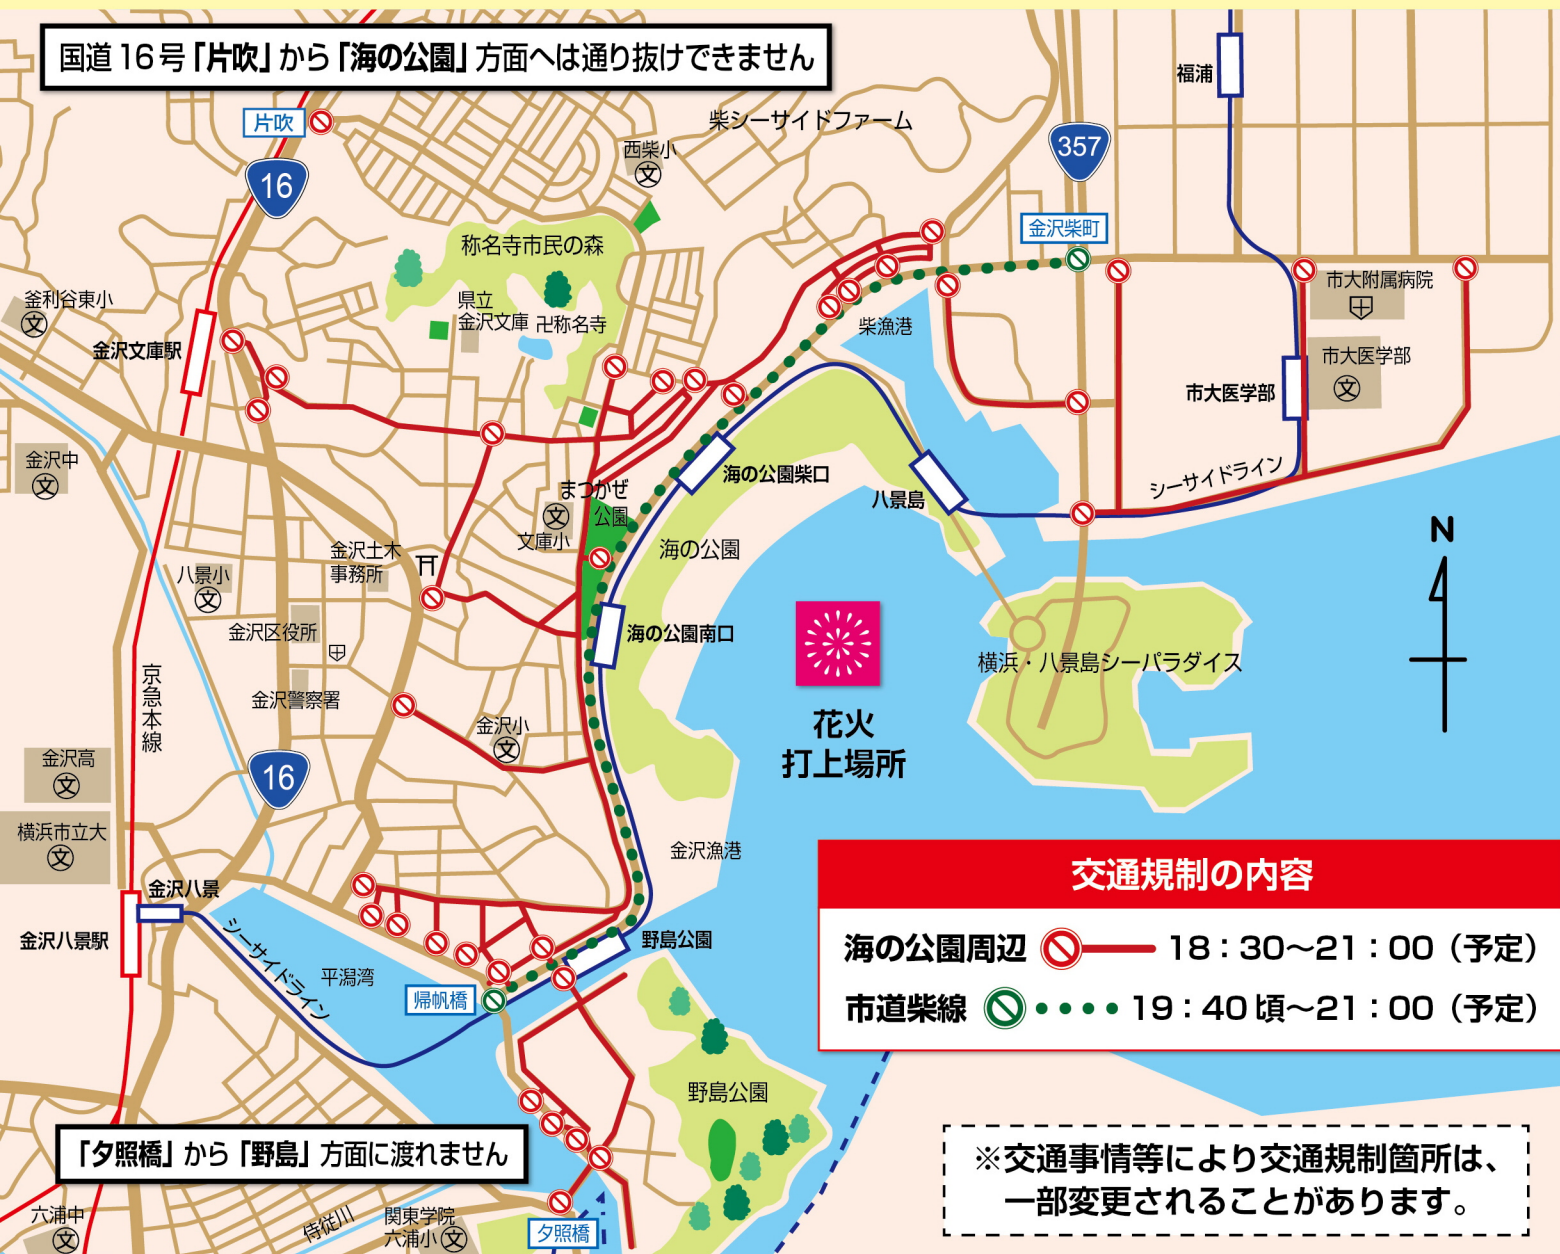 国道16号「片吹」から「海の公園」方面へは通り抜けできません
福浦
片吹
柴シーサイドファーム
357
西柴小
文
16
金沢柴町
称名寺市民の森
市大附属病院
釜利谷東小
文
県立
金沢文庫
卍称名寺
柴漁港
金沢文庫駅
市大医学部
文
市大医学部
金沢中
文
海の公園柴口
シーサイドライン
まつかぜ
公園
八景島
文
文庫小
N
金沢土木
事務所
海の公園
八景小
文
金沢区役所
海の公園南口
横浜・八景島シーパラダイス
京急本線
金沢警察署
花火
打上場所
金沢小
文
金沢高
文
16
横浜市立大
文
金沢漁港
交通規制の内容
金沢八景
海の公園周辺 18:30〜21:00（予定）
金沢八景駅
野島公園
シーサイドライン
平潟湾
帰帆橋
市道柴線 19:40頃〜21:00（予定）
野島公園
「夕照橋」から「野島」方面に渡れません
※交通事情等により交通規制箇所は、
一部変更されることがあります。
六浦中
文
侍従川
関東学院
六浦小文
夕照橋